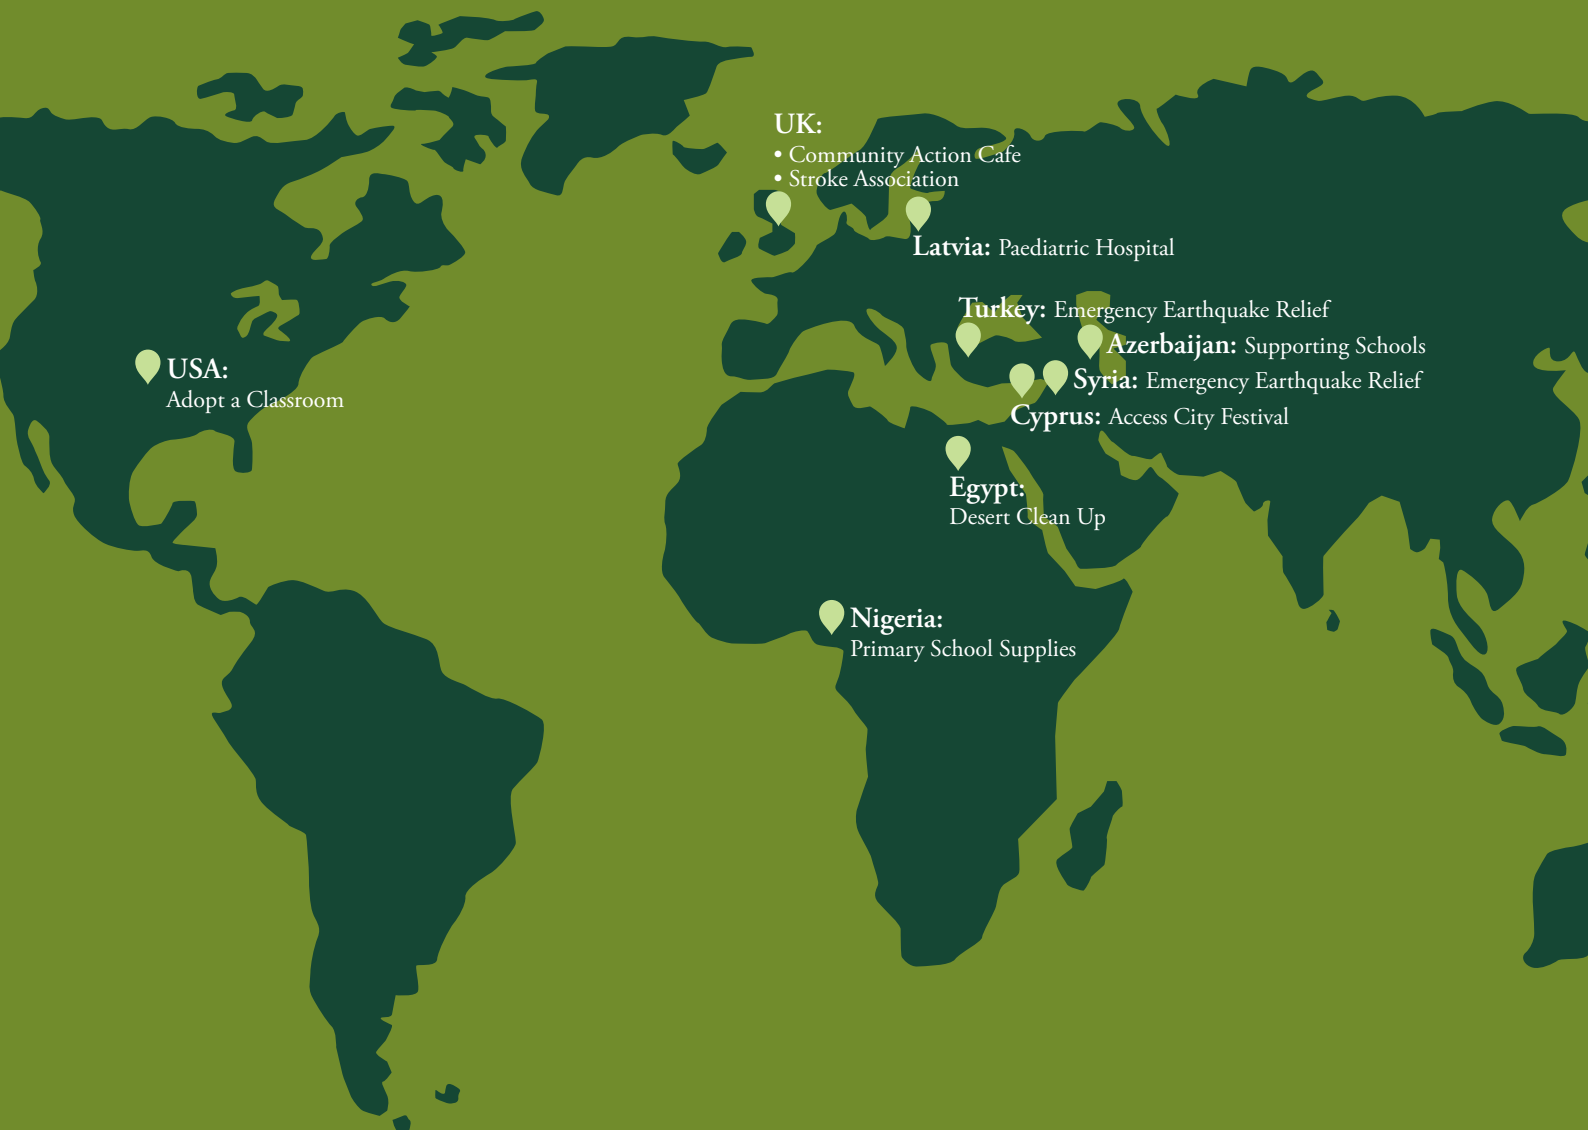 UK:
• Community Action Cafe
• Stroke Association
Latvia: Paediatric Hospital
Turkey: Emergency Earthquake Relief
Azerbaijan: Supporting Schools
USA:
Adopt a Classroom
Syria: Emergency Earthquake Relief
Cyprus: Access City Festival
Egypt:
Desert Clean Up
Nigeria:
Primary School Supplies